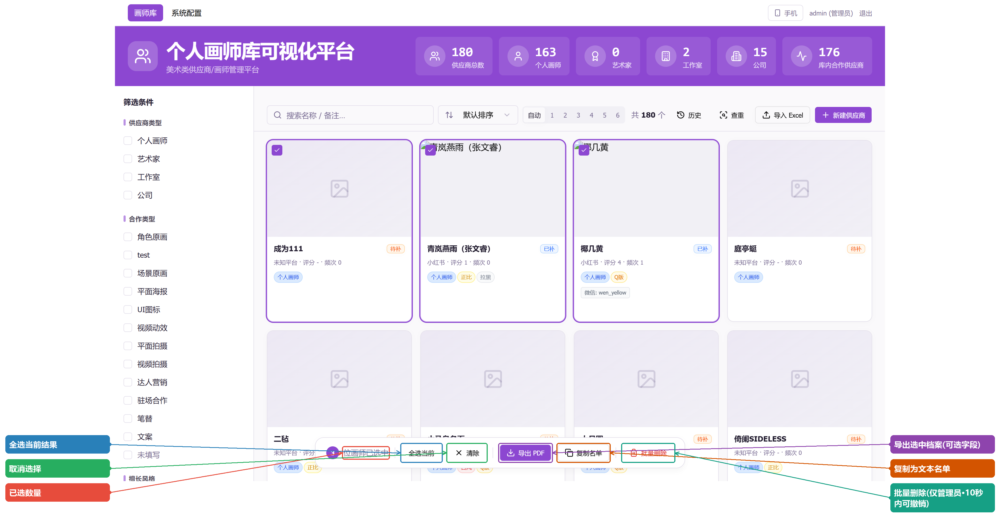 画师库 系统配置 手机 admin (管理员) 退出
个人画师库可视化平台
美术类供应商/画师管理平台
180 供应商总数
163 个人画师
0 艺术家
2 工作室
15 公司
176 库内合作供应商
筛选条件
供应商类型
个人画师
艺术家
工作室
公司
合作类型
角色原画
test
场景原画
平面海报
UI图标
视频动效
平面拍摄
视频拍摄
达人营销
驻场合作
笔替
文案
未填写
擅长风格
搜索名称 / 备注... 默认排序 自动 1 2 3 4 5 6 共 180 个 历史 查重 导入 Excel 新建供应商
成为111 待补
未知平台 · 评分 - · 频次 0
个人画师
青岚燕雨（张文睿）
青岚燕雨（张文睿） 已补
小红书 · 评分 1 · 频次 0
个人画师 正比 拉黑
椰几黄
椰几黄 已补
小红书 · 评分 4 · 频次 1
个人画师 Q版
微信: wen_yellow
庭亭蜓 待补
未知平台 · 评分 - · 频次 0
个人画师
二毡
未知平台 · 评分
个人画师 正比
待补
倚阑SIDELESS 待补
未知平台 · 评分 - · 频次 0
个人画师 正比
3 位画师已选中 全选当前 清除 导出 PDF 复制名单 批量删除
全选当前结果
取消选择
已选数量
导出选中档案(可选字段)
复制为文本名单
批量删除(仅管理员·10秒
内可撤销)